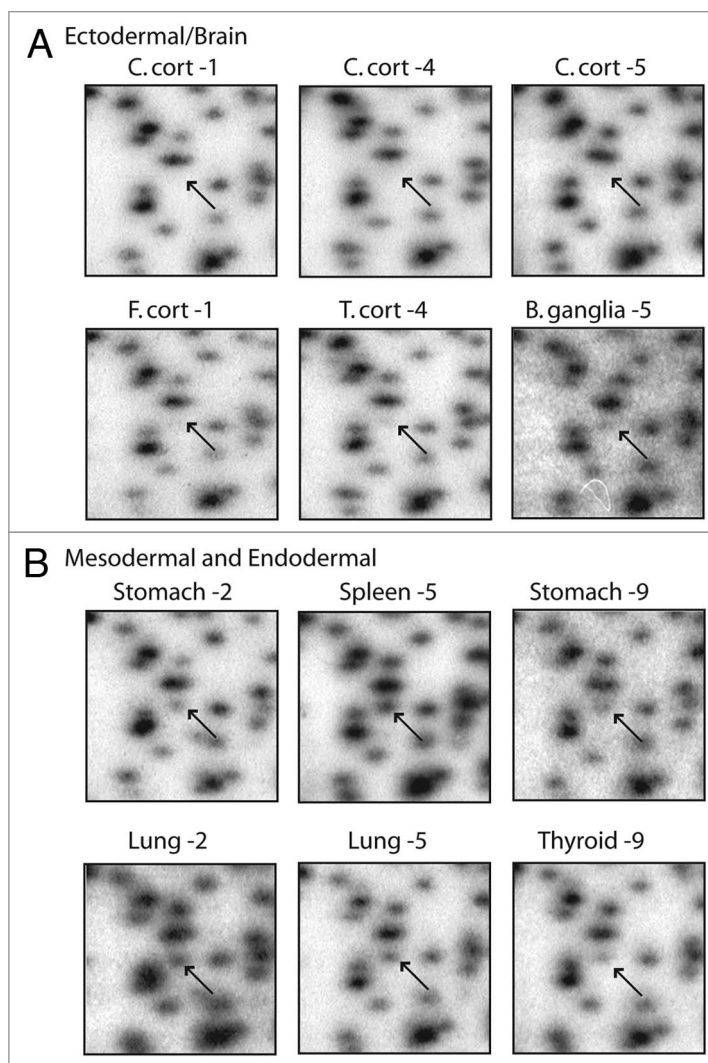 A Ectodermal/Brain
C. cort -1 C. cort -4 C. cort -5
F. cort -1 T. cort -4 B. ganglia -5
B Mesodermal and Endodermal
Stomach -2 Spleen -5 Stomach -9
Lung -2 Lung -5 Thyroid -9